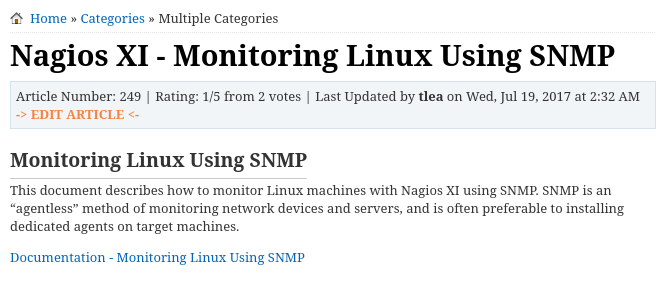 Home » Categories » Multiple Categories
Nagios XI - Monitoring Linux Using SNMP
Article Number: 249 | Rating: 1/5 from 2 votes | Last Updated by tlea on Wed, Jul 19, 2017 at 2:32 AM
-> EDIT ARTICLE <-
Monitoring Linux Using SNMP
This document describes how to monitor Linux machines with Nagios XI using SNMP. SNMP is an
“agentless” method of monitoring network devices and servers, and is often preferable to installing
dedicated agents on target machines.
Documentation - Monitoring Linux Using SNMP